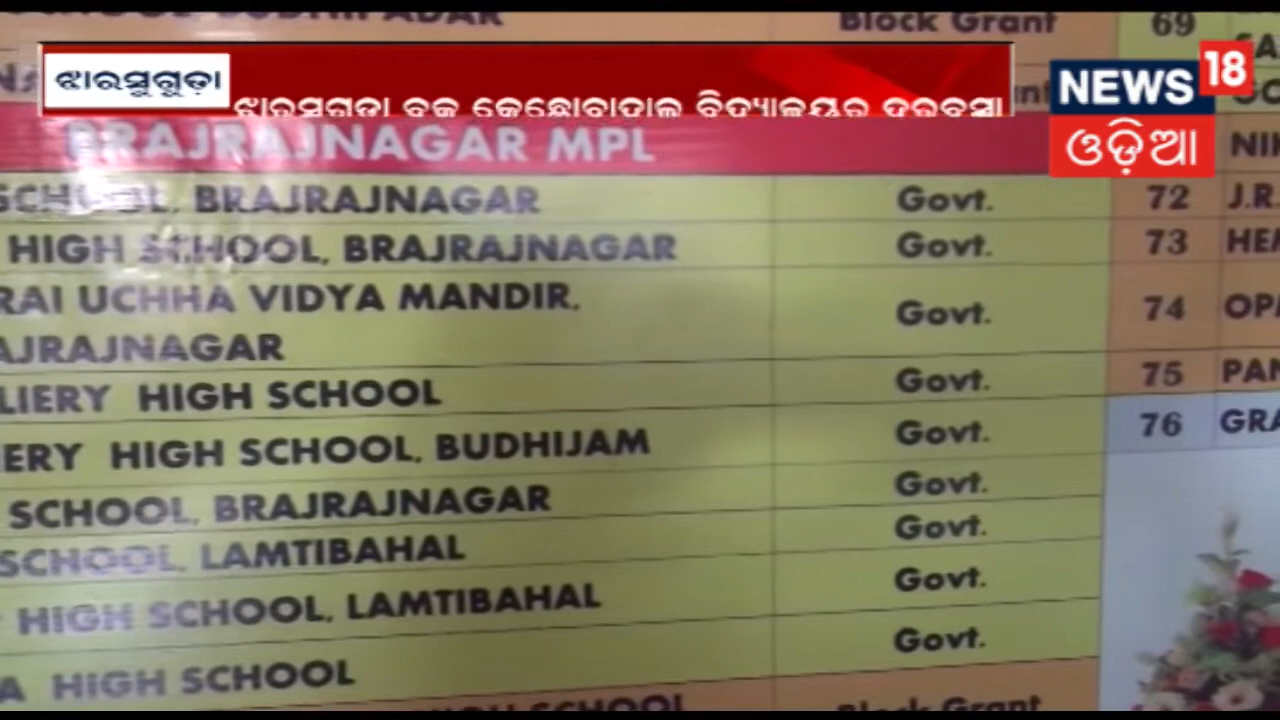 Block Grant
69
ଝାରସୁଗୁଡ଼ା
NEWS 18
ଓଡ଼ିଆ
BRAJRAJNAGAR MPL
SCHOOL, BRAJRAJNAGAR Govt. 72 J.R.
HIGH SCHOOL, BRAJRAJNAGAR Govt. 73
RAI UCHHA VIDYA MANDIR, Govt. 74
AJRAJNAGAR
LIERY HIGH SCHOOL Govt. 75
ERY HIGH SCHOOL, BUDHIJAM Govt. 76
SCHOOL, BRAJRAJNAGAR Govt.
SCHOOL, LAMTIBAHAL Govt.
HIGH SCHOOL, LAMTIBAHAL Govt.
A HIGH SCHOOL Govt.
HIGH SCHOOL Block Grant